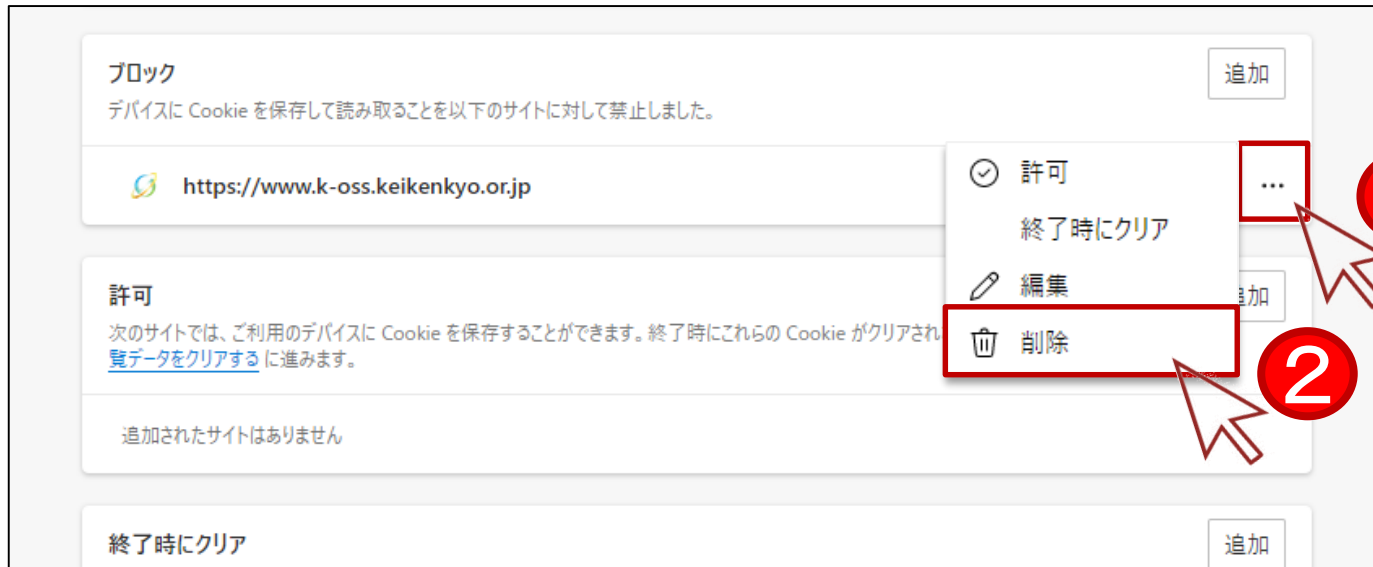 ブロック
追加
デバイスに Cookie を保存して読み取ることを以下のサイトに対して禁止しました。
https://www.k-oss.keikenkyo.or.jp
...
許可
終了時にクリア
編集
削除
2
許可
追加
次のサイトでは、ご利用のデバイスに Cookie を保存することができます。終了時にこれらの Cookie がクリアされ
覧データをクリアする に進みます。
追加されたサイトはありません
終了時にクリア
追加